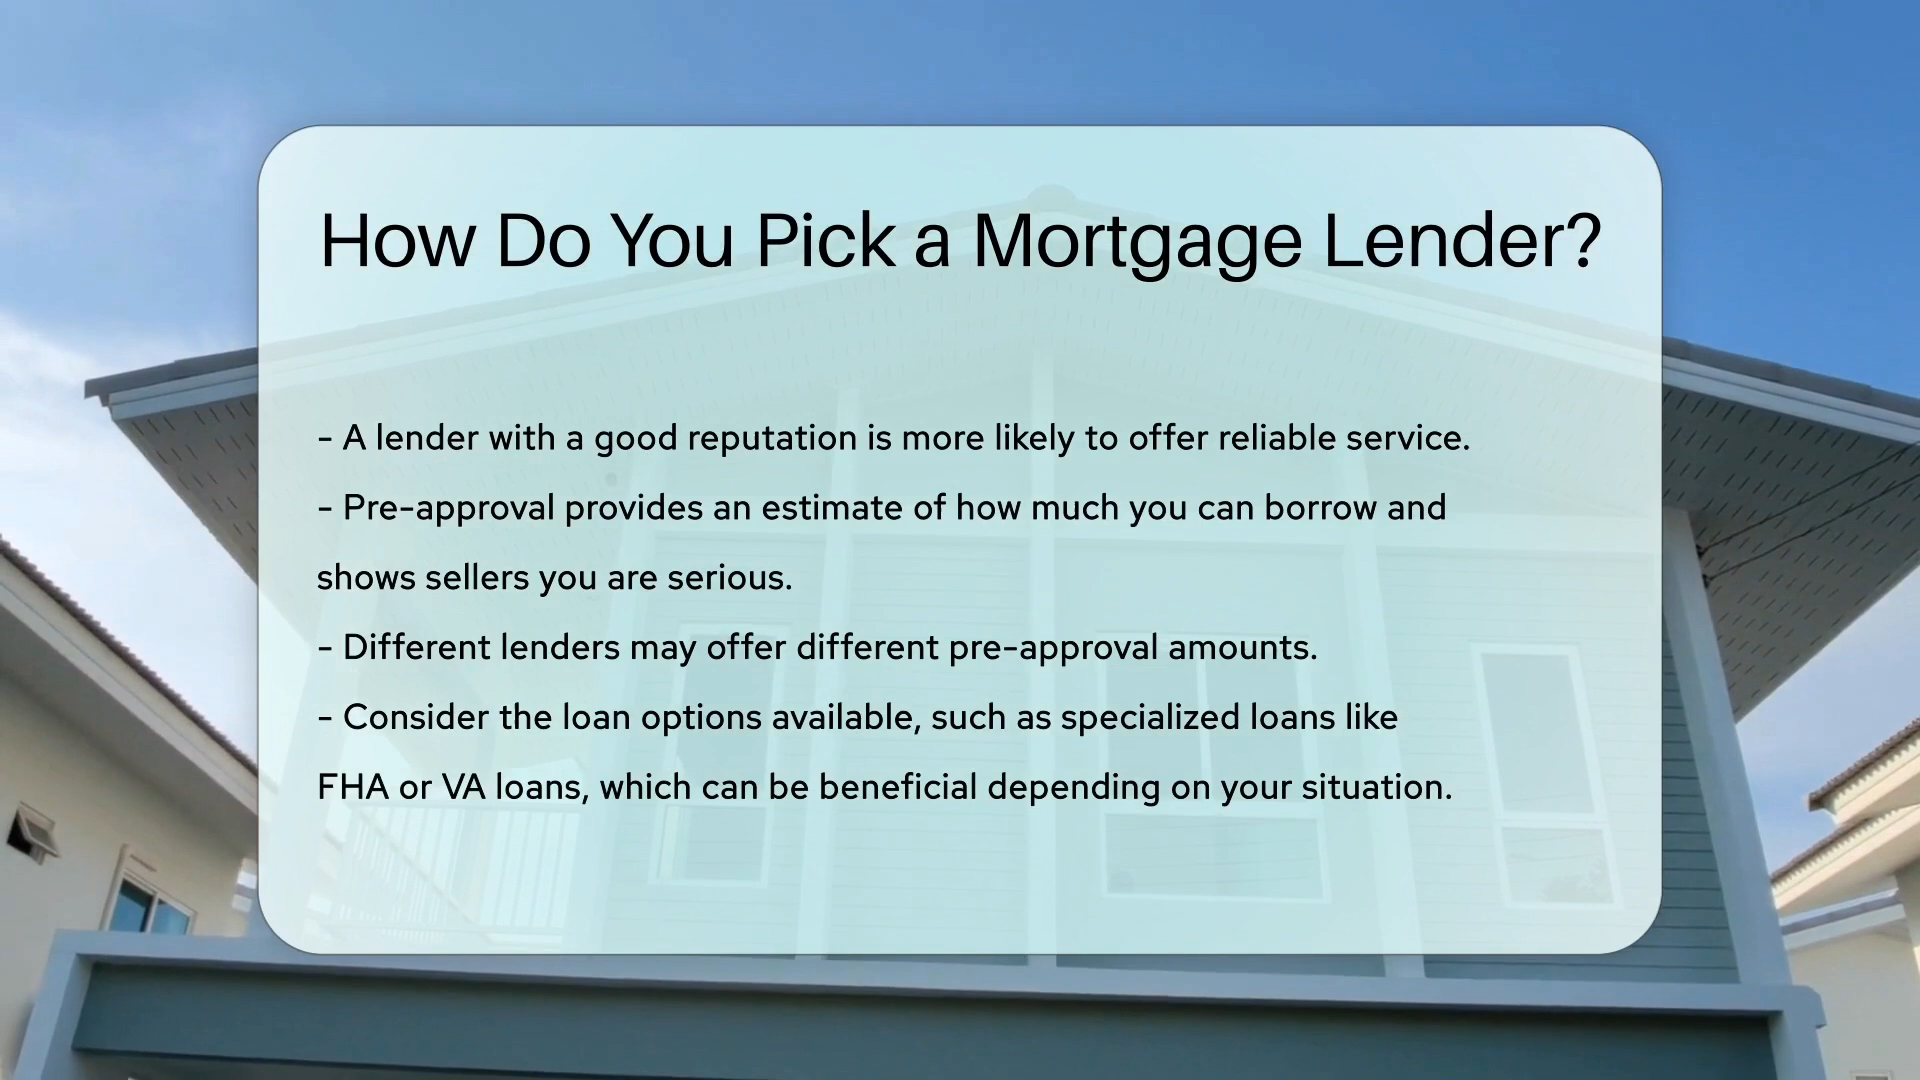 How Do You Pick a Mortgage Lender?
- A lender with a good reputation is more likely to offer reliable service.
- Pre-approval provides an estimate of how much you can borrow and
shows sellers you are serious.
- Different lenders may offer different pre-approval amounts.
- Consider the loan options available, such as specialized loans like
FHA or VA loans, which can be beneficial depending on your situation.